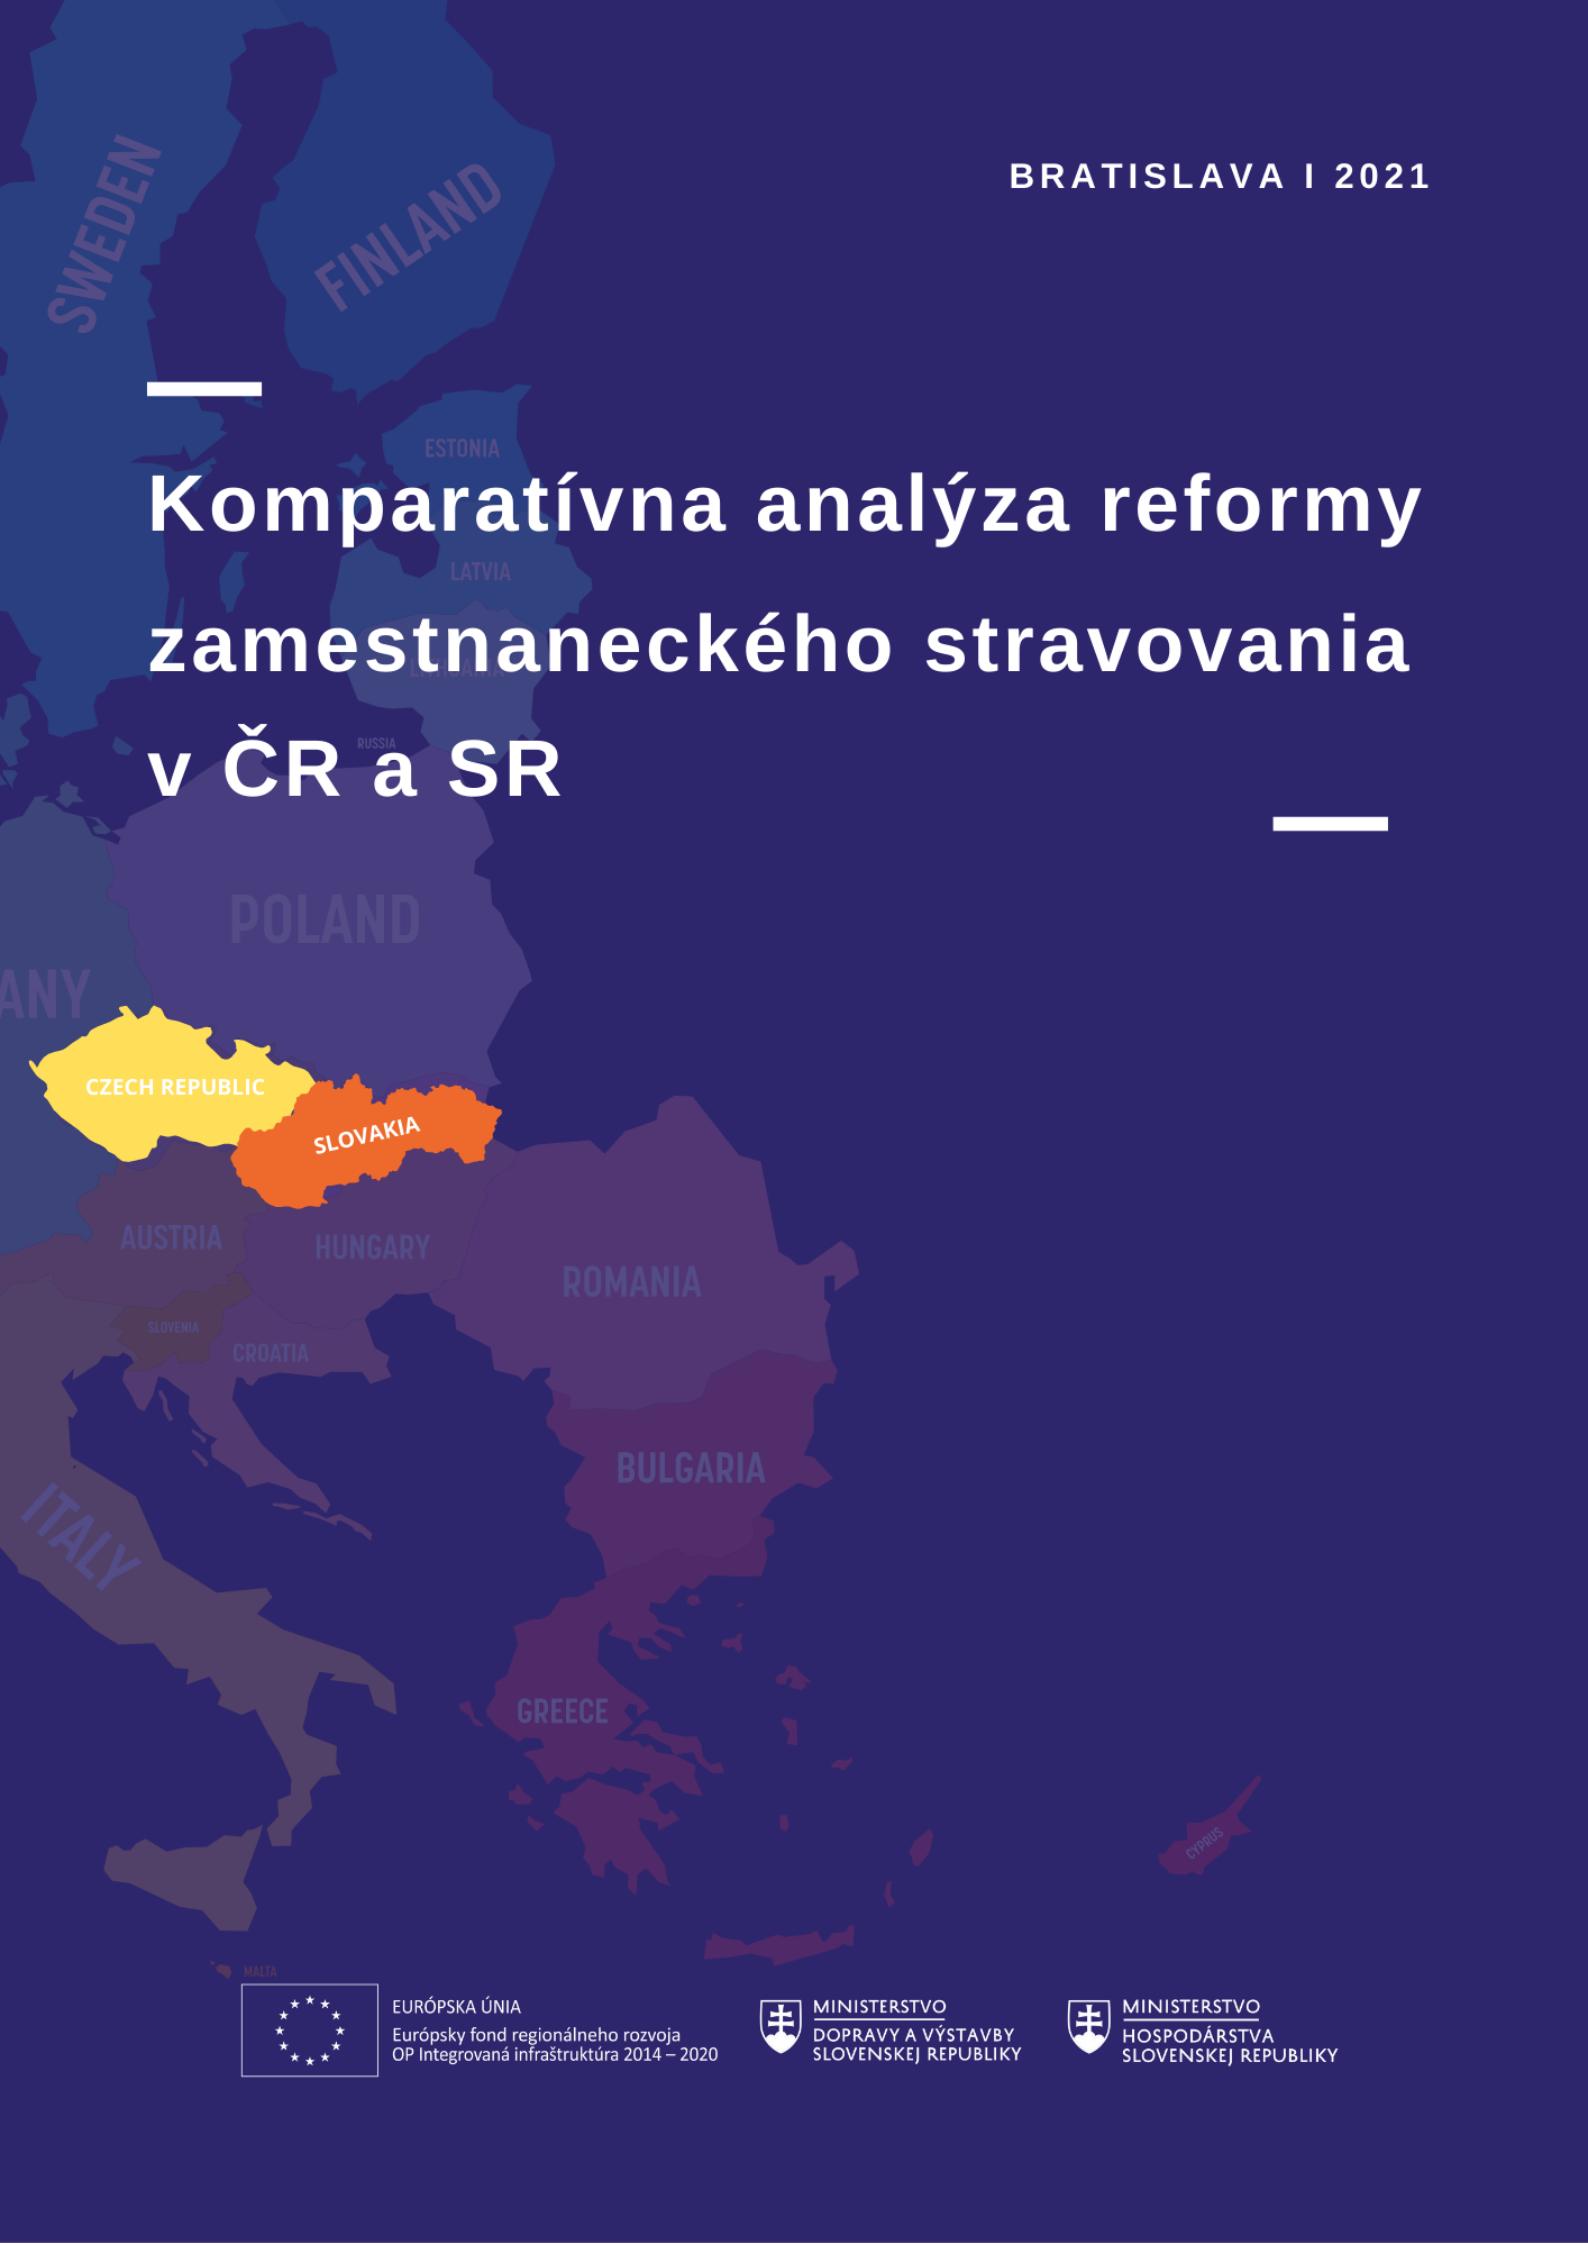 SWEDEN
FINLAND
BRATISLAVA I 2021
ESTONIA
Komparatívna analýza reformy
LATVIA
zamestnaneckého stravovania
LITHUANIA
RUSSIA
v ČR a SR
POLAND
ANY
CZECH REPUBLIC
SLOVAKIA
AUSTRIA
HUNGARY
ROMANIA
SLOVENIA
CROATIA
BULGARIA
ITALY
GREECE
CYPRUS
MALTA
EURÓPSKA ÚNIA
Európsky fond regionálneho rozvoja
OP Integrovaná infraštruktúra 2014 – 2020
MINISTERSTVO
DOPRAVY A VÝSTAVBY
SLOVENSKEJ REPUBLIKY
MINISTERSTVO
HOSPODÁRSTVA
SLOVENSKEJ REPUBLIKY